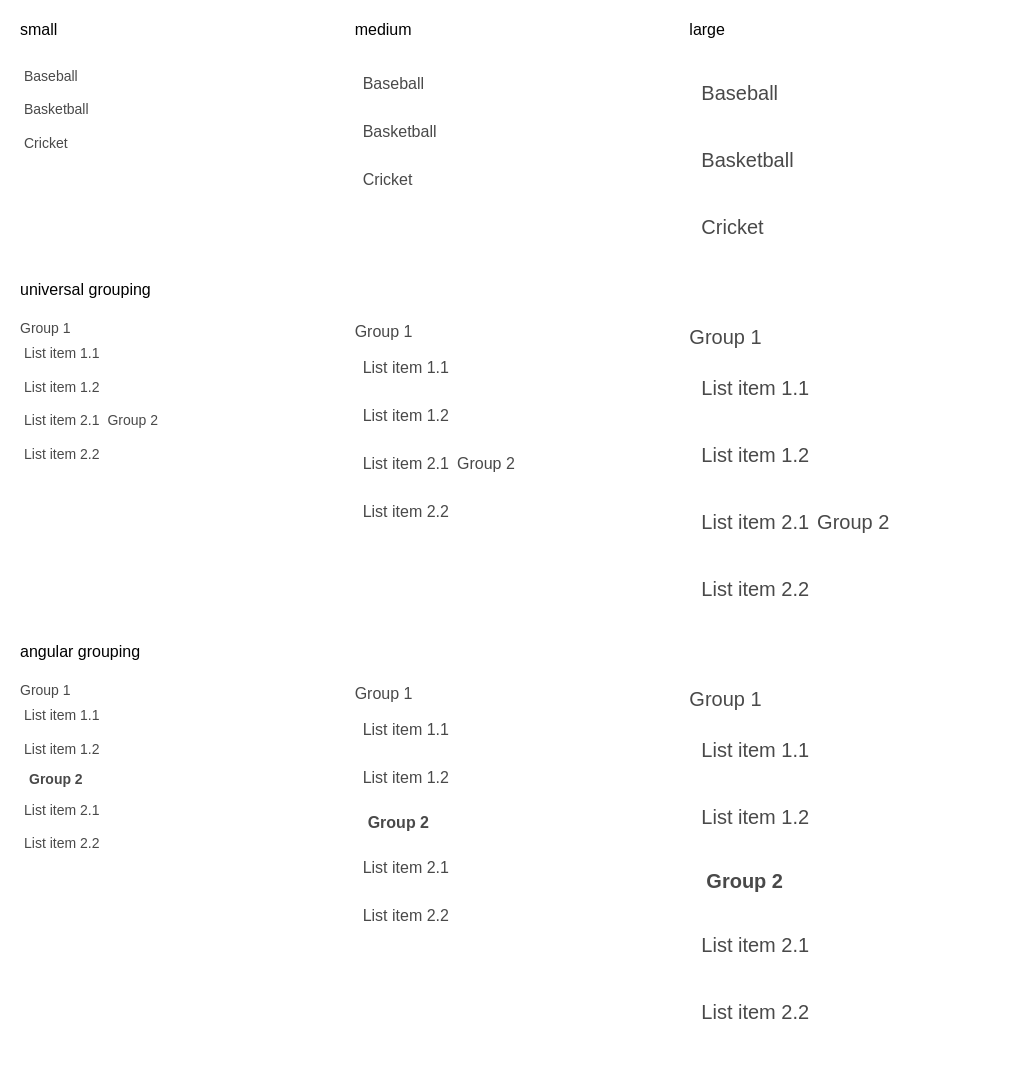 small
medium
large
Baseball
Basketball
Cricket
Baseball
Basketball
Cricket
Baseball
Basketball
Cricket
universal grouping
Group 1
List item 1.1
List item 1.2
List item 2.1 Group 2
List item 2.2
Group 1
List item 1.1
List item 1.2
List item 2.1 Group 2
List item 2.2
Group 1
List item 1.1
List item 1.2
List item 2.1 Group 2
List item 2.2
angular grouping
Group 1
List item 1.1
List item 1.2
Group 2
List item 2.1
List item 2.2
Group 1
List item 1.1
List item 1.2
Group 2
List item 2.1
List item 2.2
Group 1
List item 1.1
List item 1.2
Group 2
List item 2.1
List item 2.2